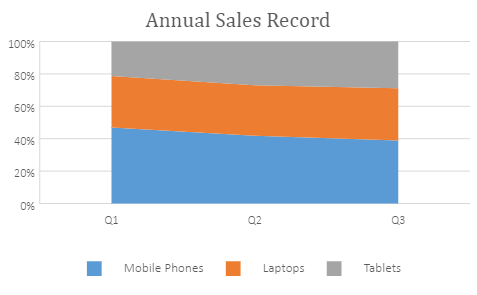 Annual Sales Record
100%
80%
60%
40%
20%
0%
Q1 Q2 Q3
Mobile Phones Laptops Tablets